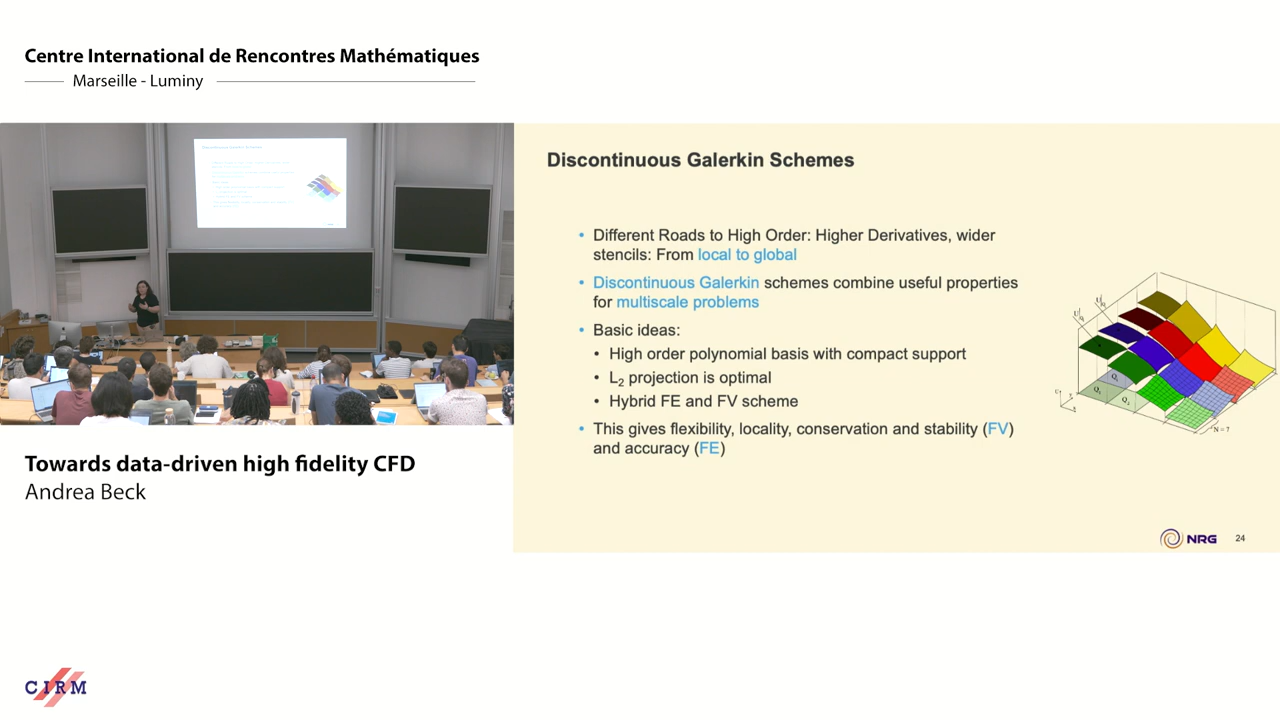 Centre International de Rencontres Mathématiques
Marseille - Luminy
Discontinuous Galerkin Schemes
• Different Roads to High Order: Higher Derivatives, wider
stencils: From local to global
• Discontinuous Galerkin schemes combine useful properties
for multiscale problems
• Basic ideas:
• High order polynomial basis with compact support
• L₂ projection is optimal
• Hybrid FE and FV scheme
• This gives flexibility, locality, conservation and stability (FV)
and accuracy (FE)
N = 7
NRG 24
Towards data-driven high fidelity CFD
Andrea Beck
CIRM